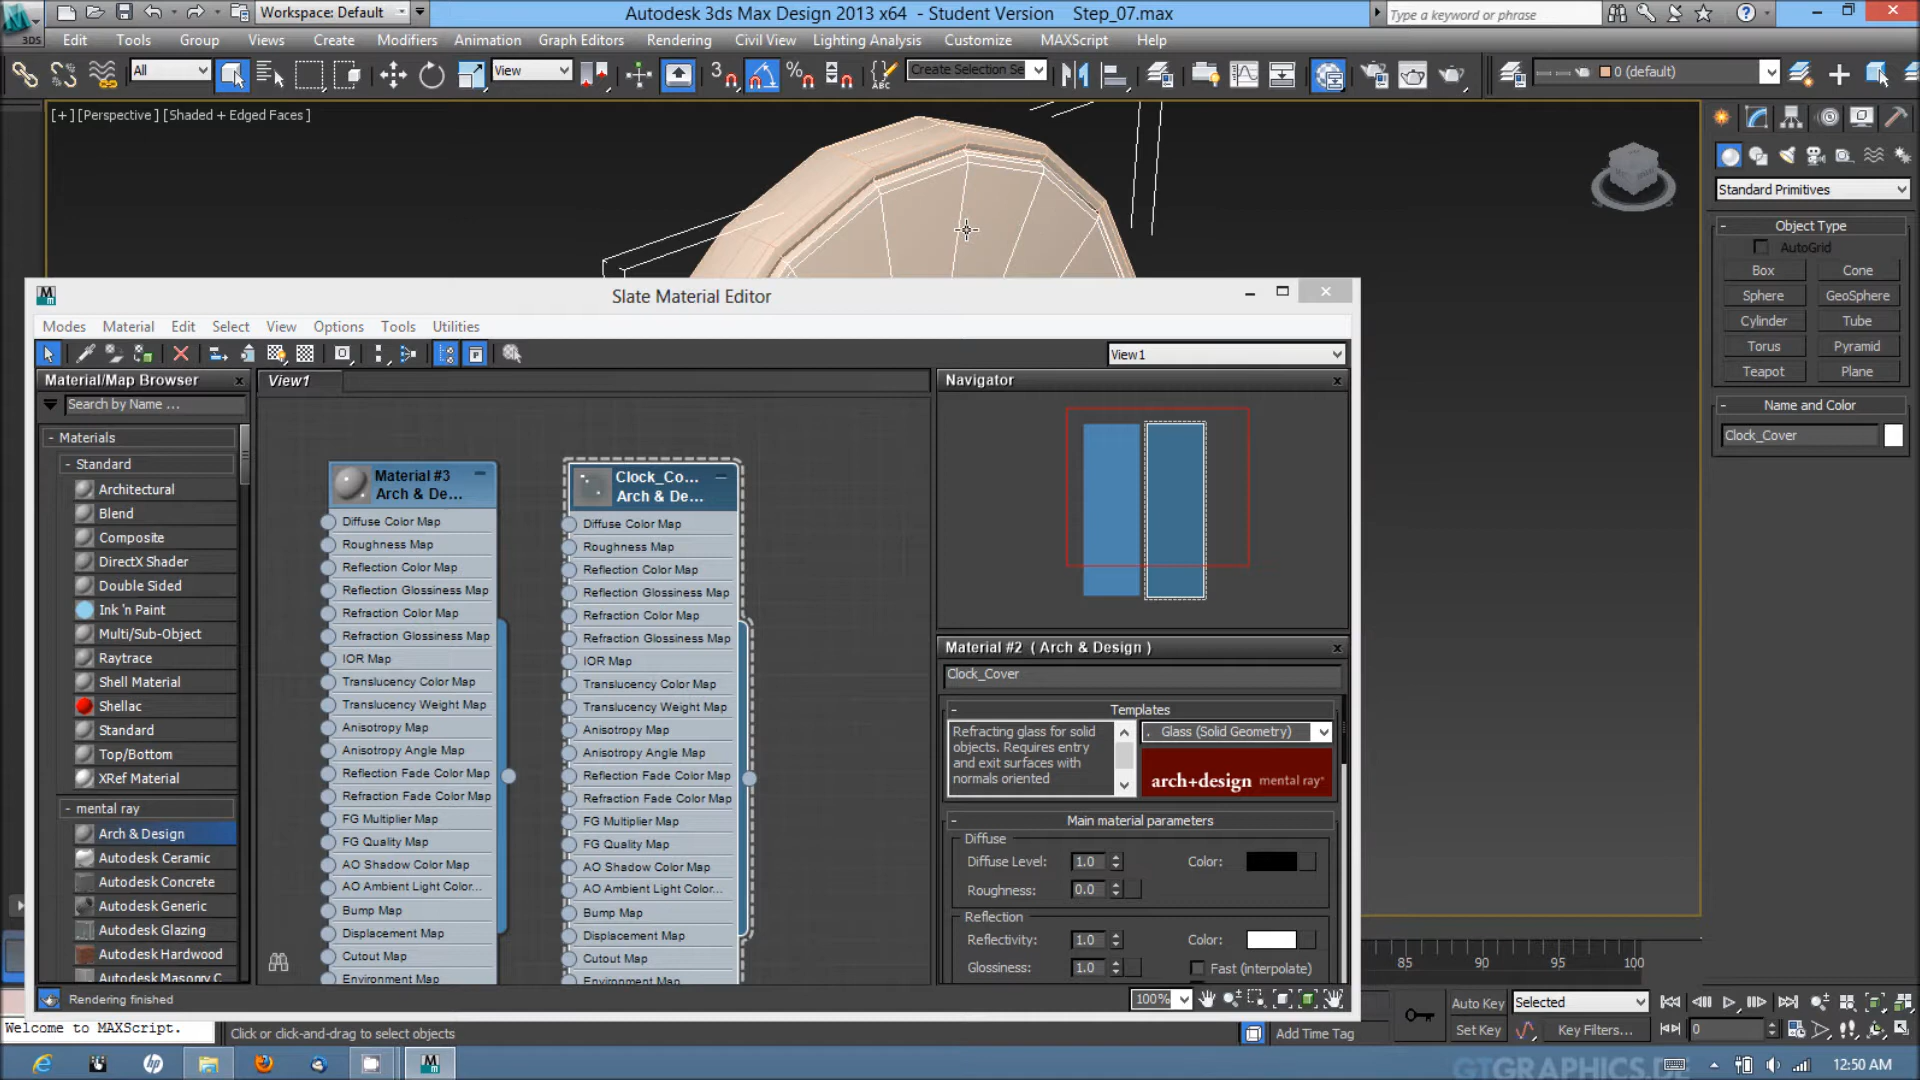 Workspace: Default
Autodesk 3ds Max Design 2013 x64 - Student Version Step_07.max
Type a keyword or phrase
3DS
Edit Tools Group Views Create Modifiers Animation Graph Editors Rendering Civil View Lighting Analysis Customize MAXScript Help
All
View
3
%
ABC
Create Selection Se
0 (default)
[ + ] [Perspective ] [Shaded + Edged Faces ]
Standard Primitives
- Object Type
AutoGrid
Box Cone
Sphere GeoSphere
Cylinder Tube
Torus Pyramid
Teapot Plane
- Name and Color
Clock_Cover
Slate Material Editor
Modes Material Edit Select View Options Tools Utilities
View1
Material/Map Browser x
View1
Navigator x
Search by Name ...
- Materials
- Standard
Architectural
Blend
Composite
DirectX Shader
Double Sided
Ink 'n Paint
Multi/Sub-Object
Raytrace
Shell Material
Shellac
Standard
Top/Bottom
XRef Material
- mental ray
Arch & Design
Autodesk Ceramic
Autodesk Concrete
Autodesk Generic
Autodesk Glazing
Autodesk Hardwood
Autodesk Masonry C
Material #3
Arch & De...
Diffuse Color Map
Roughness Map
Reflection Color Map
Reflection Glossiness Map
Refraction Color Map
Refraction Glossiness Map
IOR Map
Translucency Color Map
Translucency Weight Map
Anisotropy Map
Anisotropy Angle Map
Reflection Fade Color Map
Refraction Fade Color Map
FG Multiplier Map
FG Quality Map
AO Shadow Color Map
AO Ambient Light Color...
Bump Map
Displacement Map
Cutout Map
Environment Map
Clock_Co...
Arch & De...
Diffuse Color Map
Roughness Map
Reflection Color Map
Reflection Glossiness Map
Refraction Color Map
Refraction Glossiness Map
IOR Map
Translucency Color Map
Translucency Weight Map
Anisotropy Map
Anisotropy Angle Map
Reflection Fade Color Map
Refraction Fade Color Map
FG Multiplier Map
FG Quality Map
AO Shadow Color Map
AO Ambient Light Color...
Bump Map
Displacement Map
Cutout Map
Environment Map
Material #2 ( Arch & Design ) x
Clock_Cover
- Templates
Refracting glass for solid
objects. Requires entry
and exit surfaces with
normals oriented
. Glass (Solid Geometry)
arch+design mental ray
- Main material parameters
Diffuse
Diffuse Level: 1.0 Color:
Roughness: 0.0
Reflection
Reflectivity: 1.0 Color:
Glossiness: 1.0 Fast (interpolate)
Rendering finished
100%
85 90 95 100
Welcome to MAXScript.
Click or click-and-drag to select objects
Add Time Tag
Auto Key Selected
Set Key Key Filters...
0
12:50 AM
GTGRAPHICS.DE